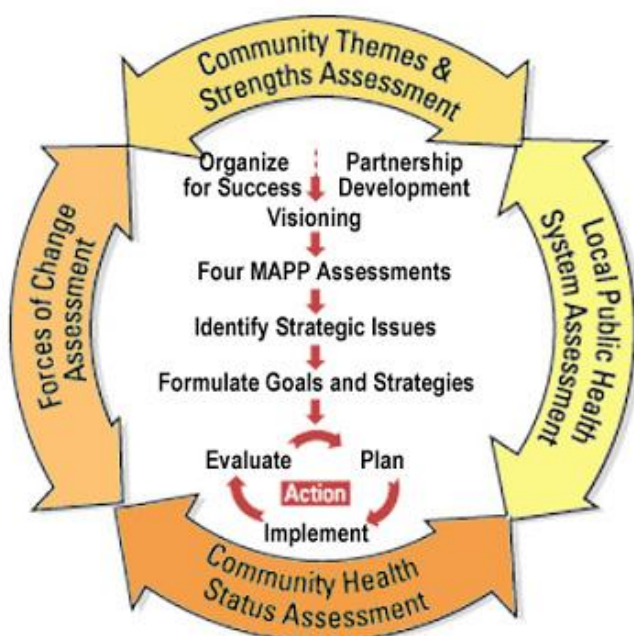 Community Themes &
Strengths Assessment
Organize
for Success
Partnership
Development
Visioning
Four MAPP Assessments
Identify Strategic Issues
Formulate Goals and Strategies
Evaluate
Plan
Action
Implement
Forces of Change
Assessment
Local Public Health
System Assessment
Community Health
Status Assessment